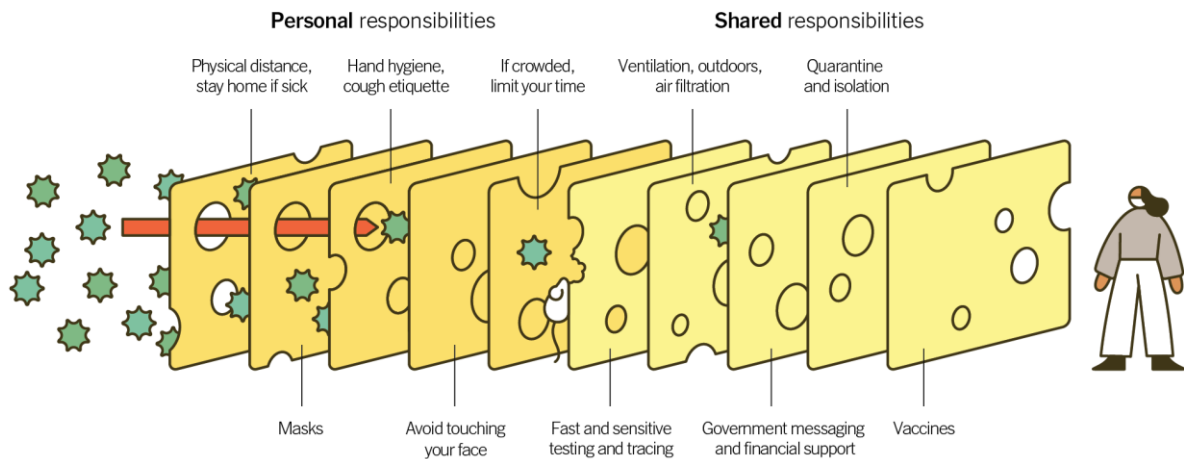 Personal responsibilities
Shared responsibilities
Physical distance,
stay home if sick
Hand hygiene,
cough etiquette
If crowded,
limit your time
Ventilation, outdoors,
air filtration
Quarantine
and isolation
Masks
Avoid touching
your face
Fast and sensitive
testing and tracing
Government messaging
and financial support
Vaccines